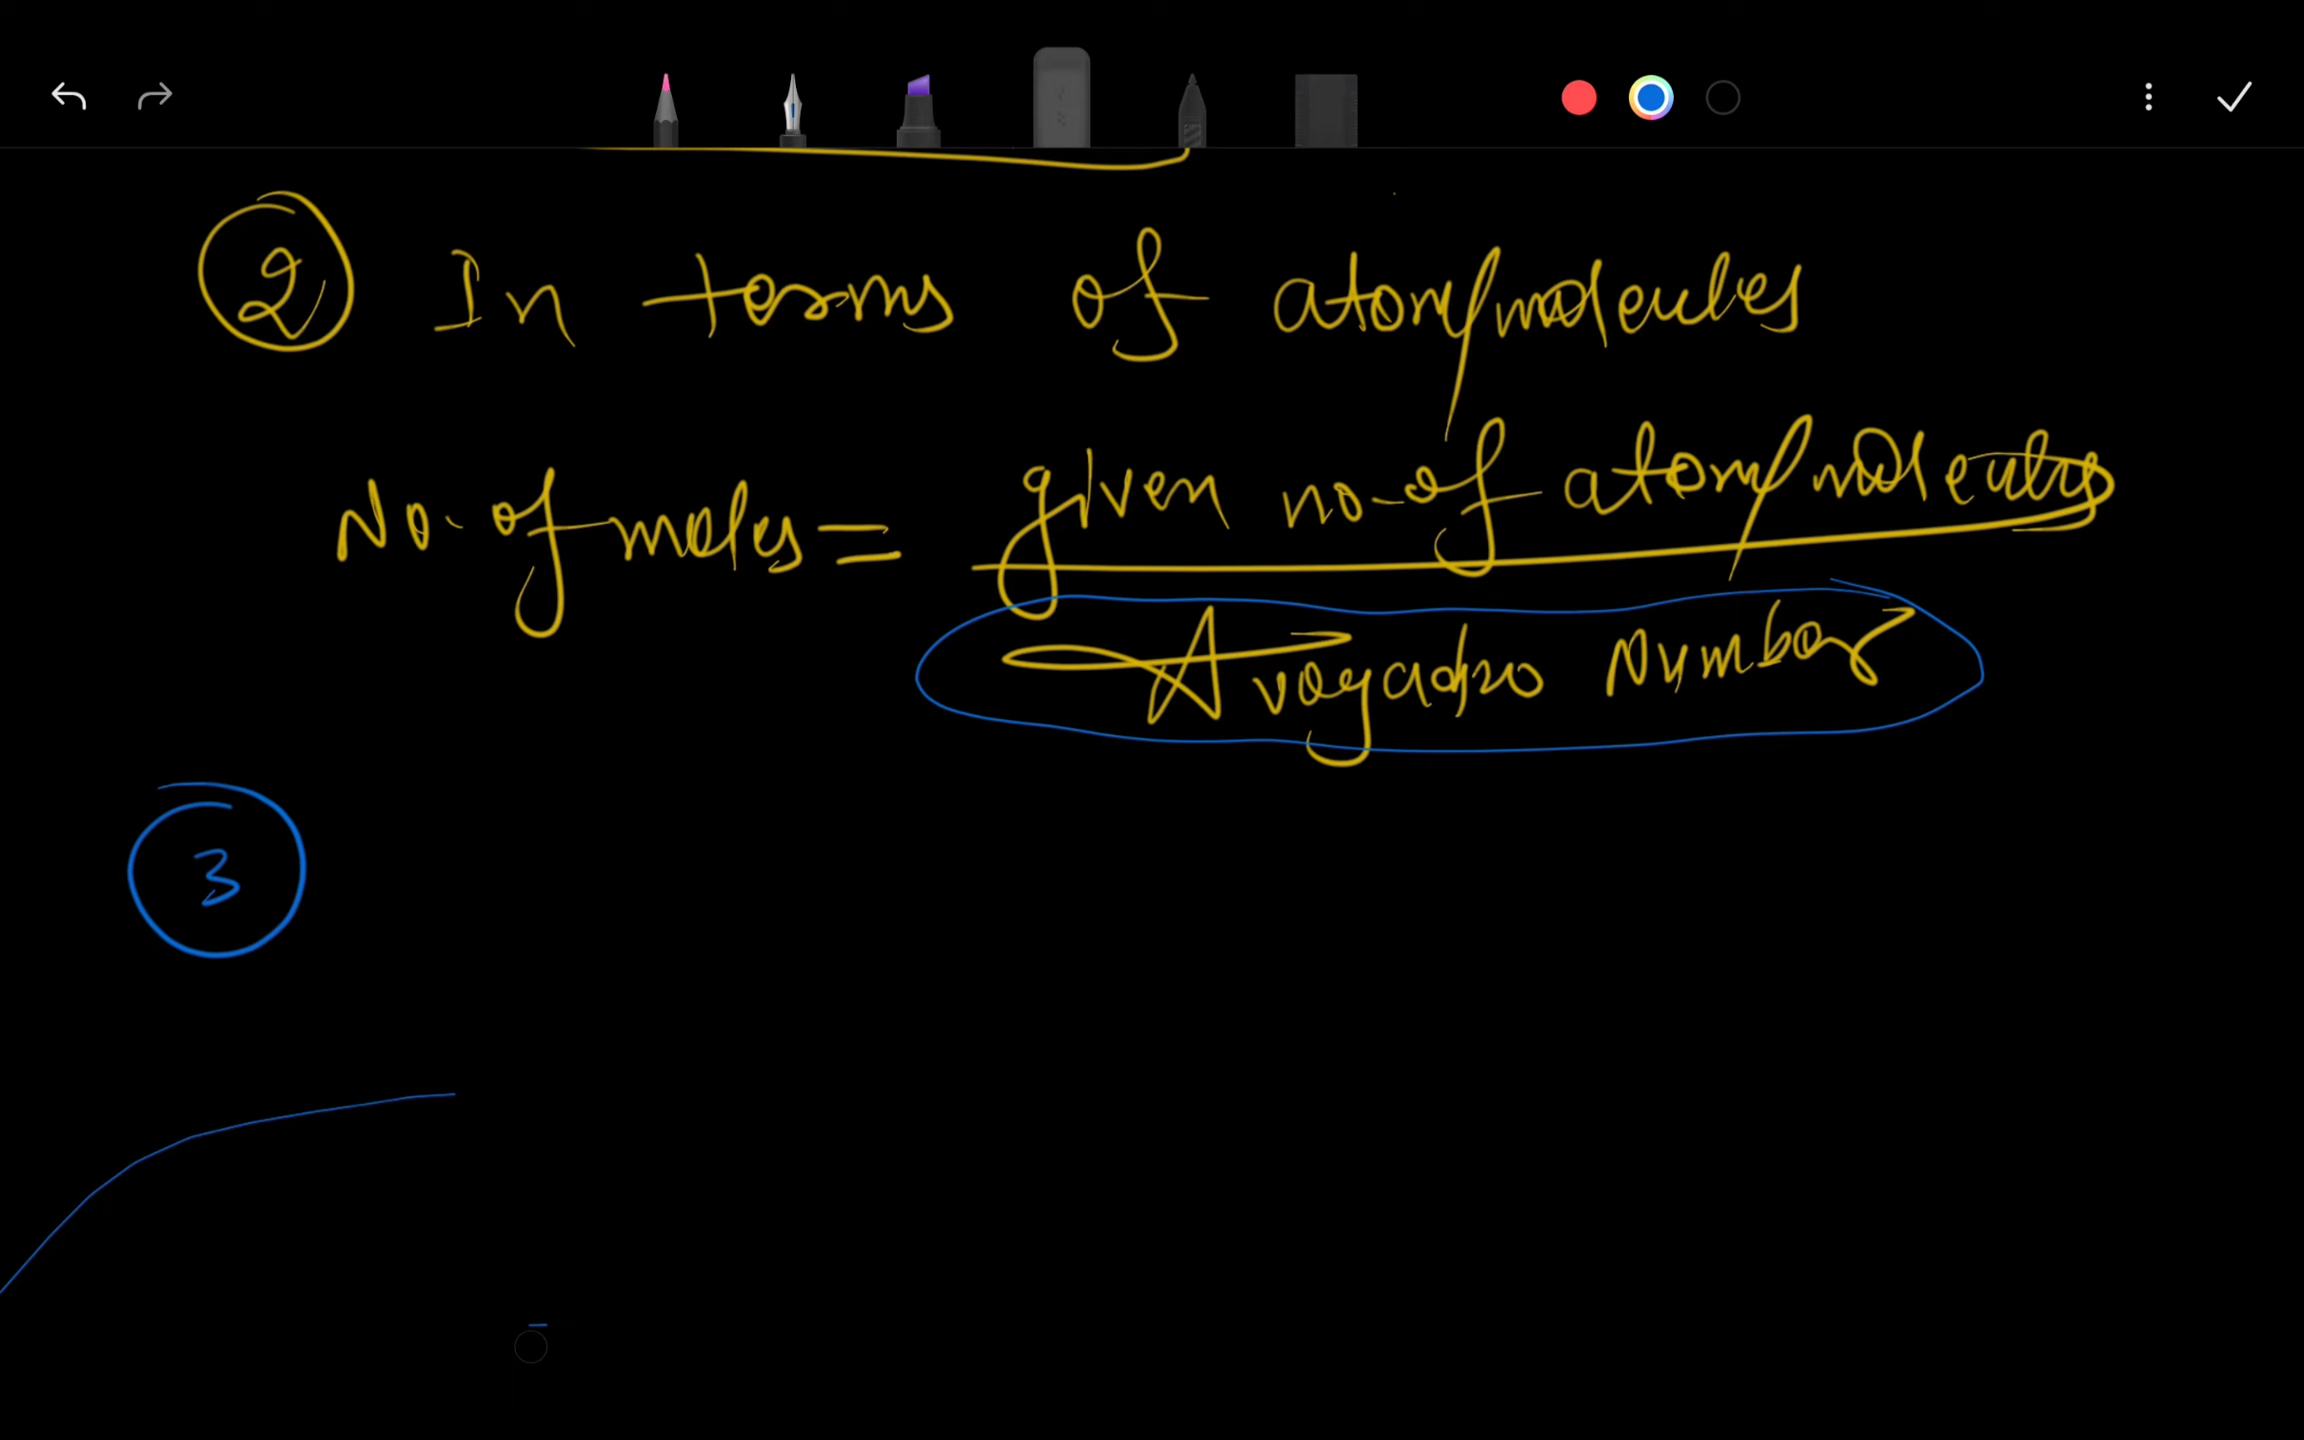 2 In terms of atom/molecules
No. of moles = given no. of atom/molecules
Avogadro Number
3